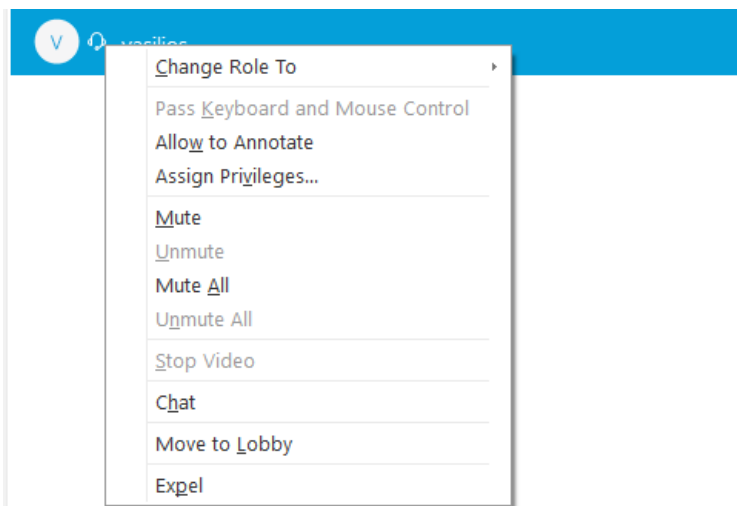 V vasilios
Change Role To
Pass Keyboard and Mouse Control
Allow to Annotate
Assign Privileges...
Mute
Unmute
Mute All
Unmute All
Stop Video
Chat
Move to Lobby
Expel